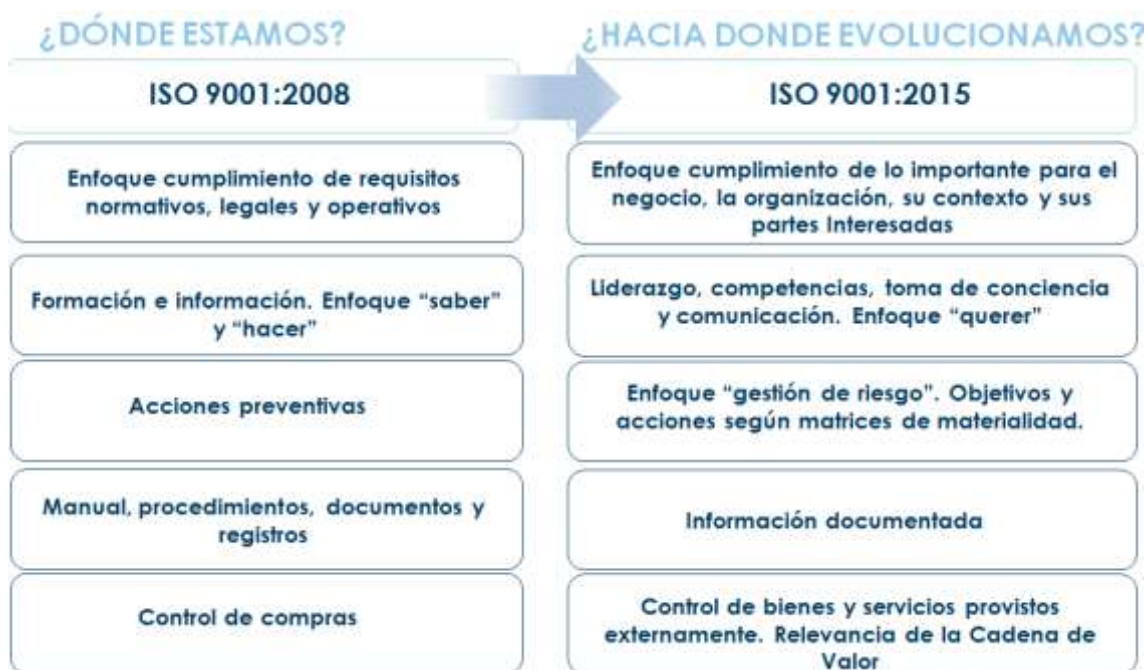 ¿DÓNDE ESTAMOS?
¿HACIA DONDE EVOLUCIONAMOS?
ISO 9001:2008
ISO 9001:2015
Enfoque cumplimiento de requisitos
normativos, legales y operativos
Enfoque cumplimiento de lo importante para el
negocio, la organización, su contexto y sus
partes Interesadas
Formación e información. Enfoque “saber”
y “hacer”
Liderazgo, competencias, toma de conciencia
y comunicación. Enfoque “querer”
Acciones preventivas
Enfoque “gestión de riesgo”. Objetivos y
acciones según matrices de materialidad.
Manual, procedimientos, documentos y
registros
Información documentada
Control de compras
Control de bienes y servicios provistos
externamente. Relevancia de la Cadena de
Valor